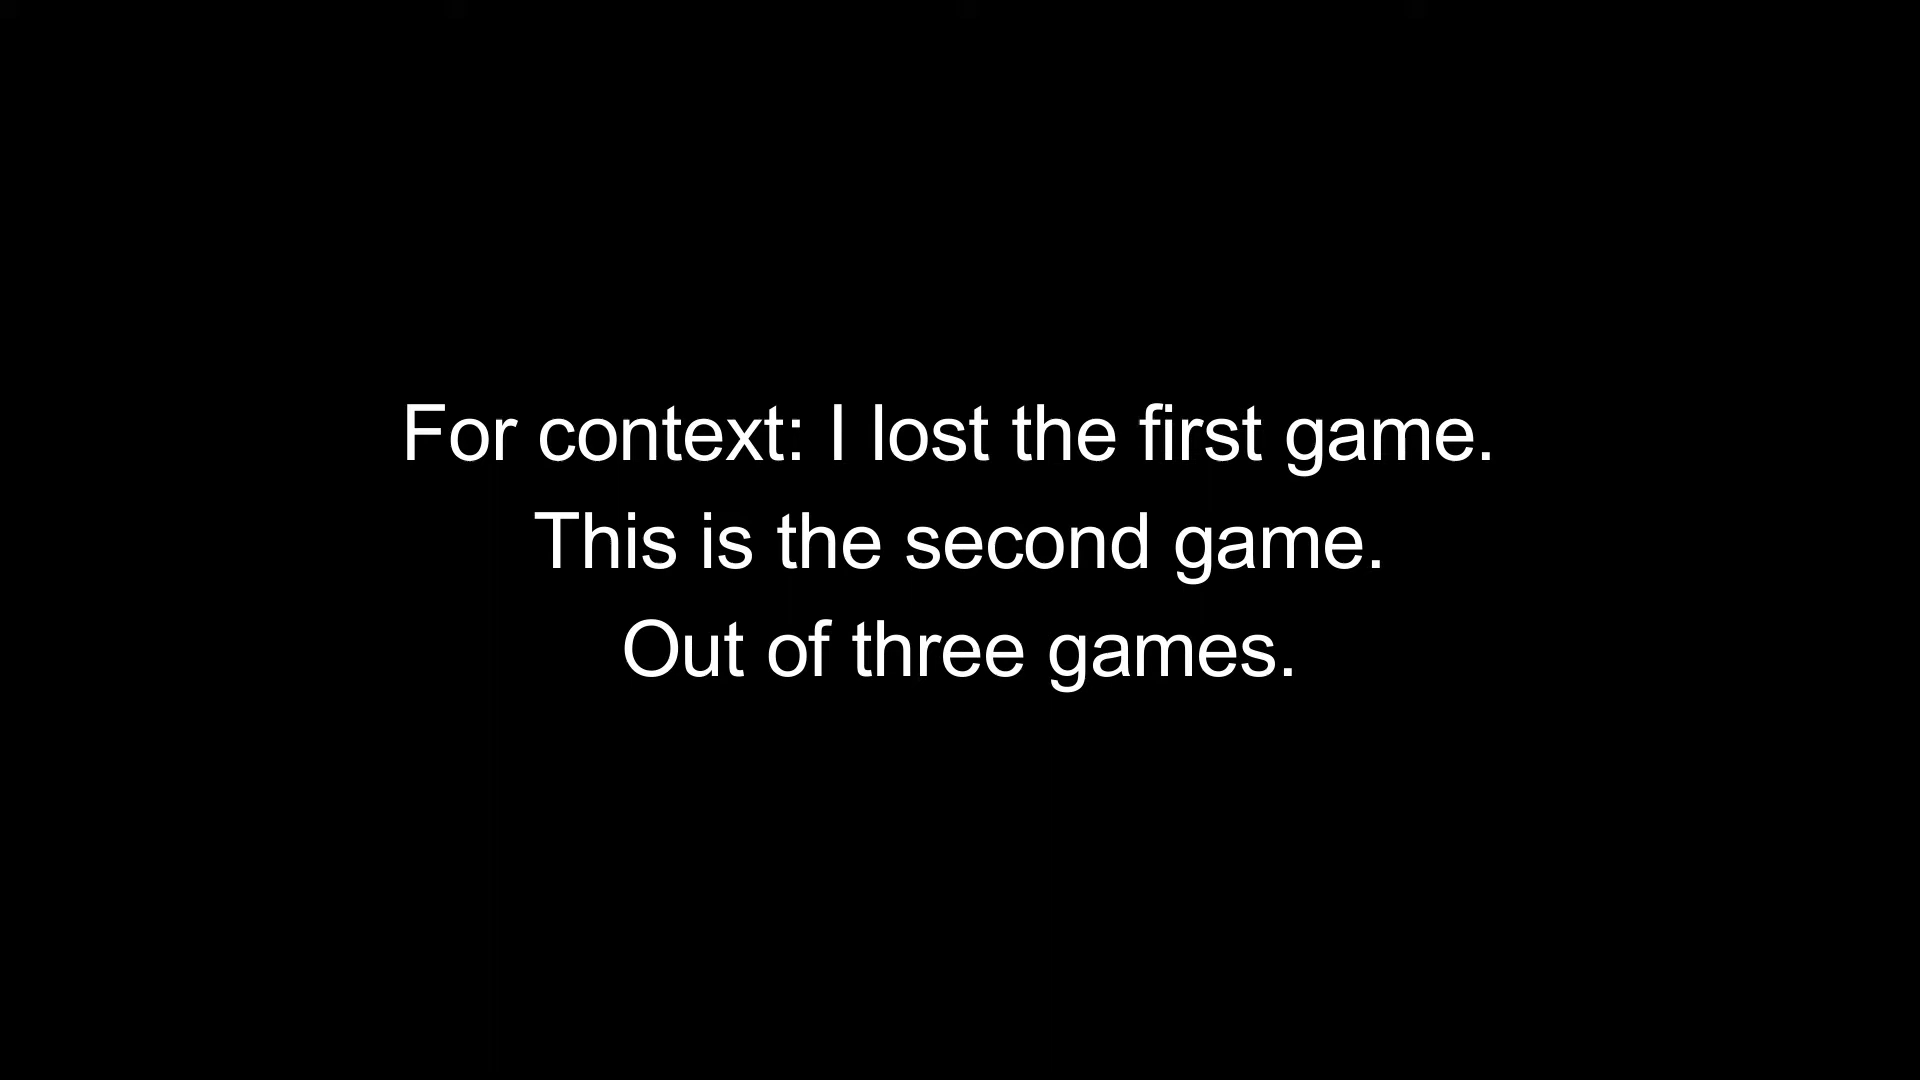 For context: I lost the first game.
This is the second game.
Out of three games.